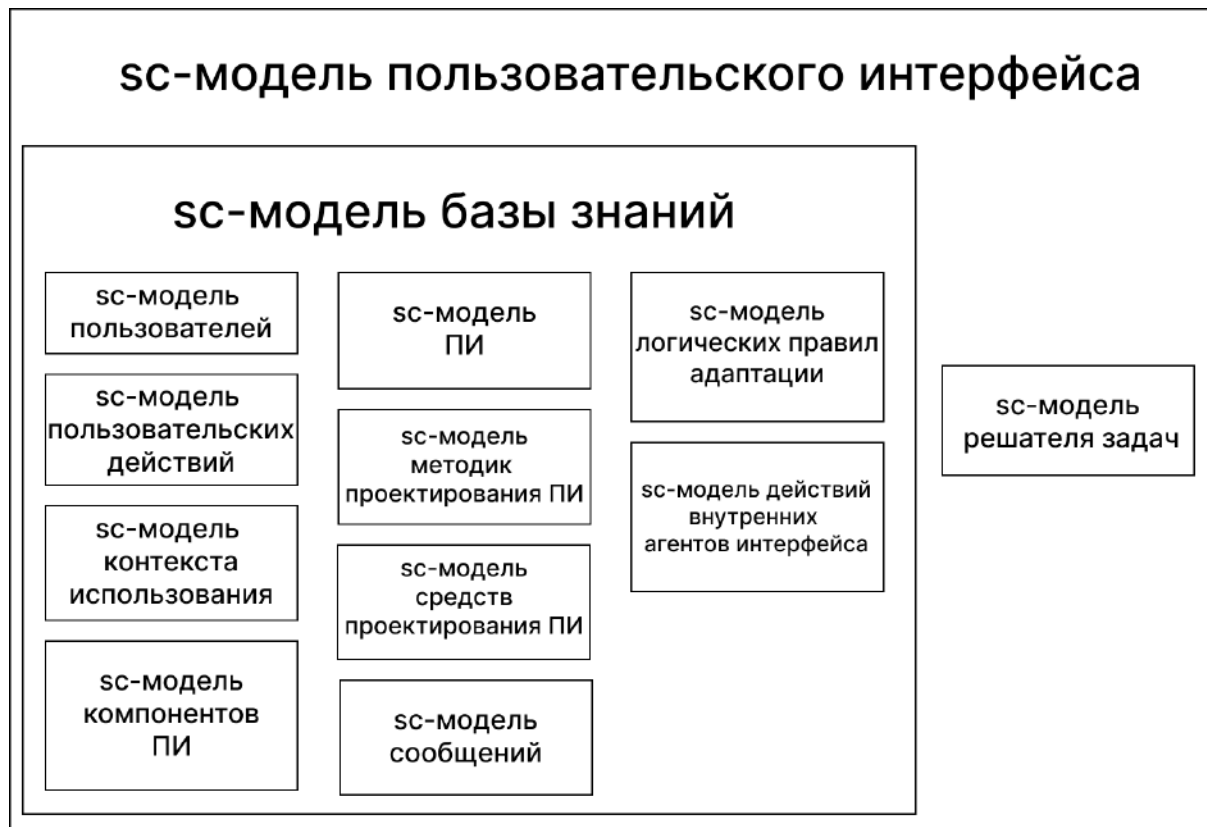 sc-модель пользовательского интерфейса
sc-модель базы знаний
sc-модель
пользователей
sc-модель
пользовательских
действий
sc-модель
контекста
использования
sc-модель
компонентов
ПИ
sc-модель
ПИ
sc-модель
методик
проектирования ПИ
sc-модель
средств
проектирования ПИ
sc-модель
сообщений
sc-модель
логических правил
адаптации
sc-модель действий
внутренних
агентов интерфейса
sc-модель
решателя задач